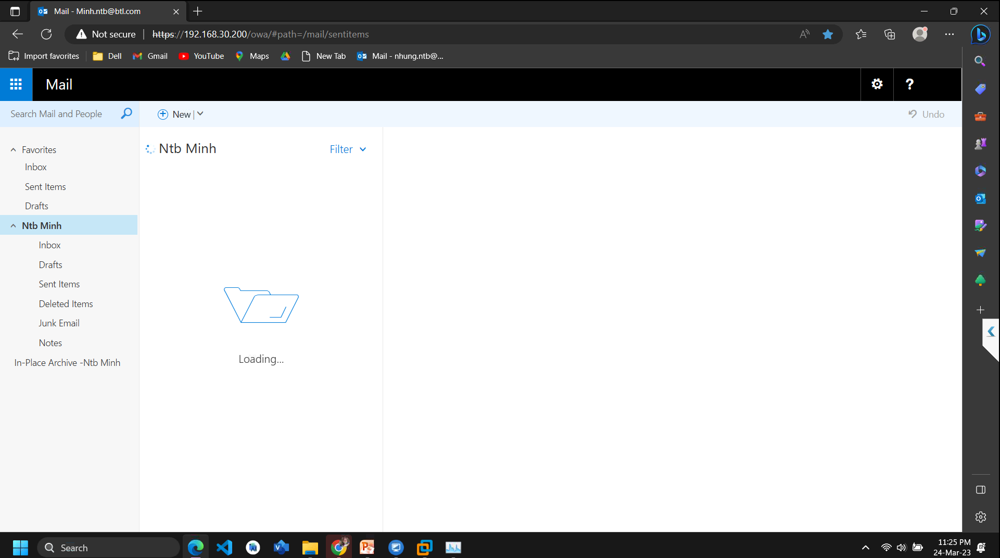 Mail - Minh.ntb@btl.com
Not secure
https://192.168.30.200/owa/#path=/mail/sentitems
Import favorites
Dell
Gmail
YouTube
Maps
New Tab
Mail - nhung.ntb@...
Mail
?
Search Mail and People
New
Undo
Favorites
Inbox
Sent Items
Drafts
Ntb Minh
Inbox
Drafts
Sent Items
Deleted Items
Junk Email
Notes
In-Place Archive -Ntb Minh
Ntb Minh
Filter
Loading...
Search
11:25 PM
24-Mar-23